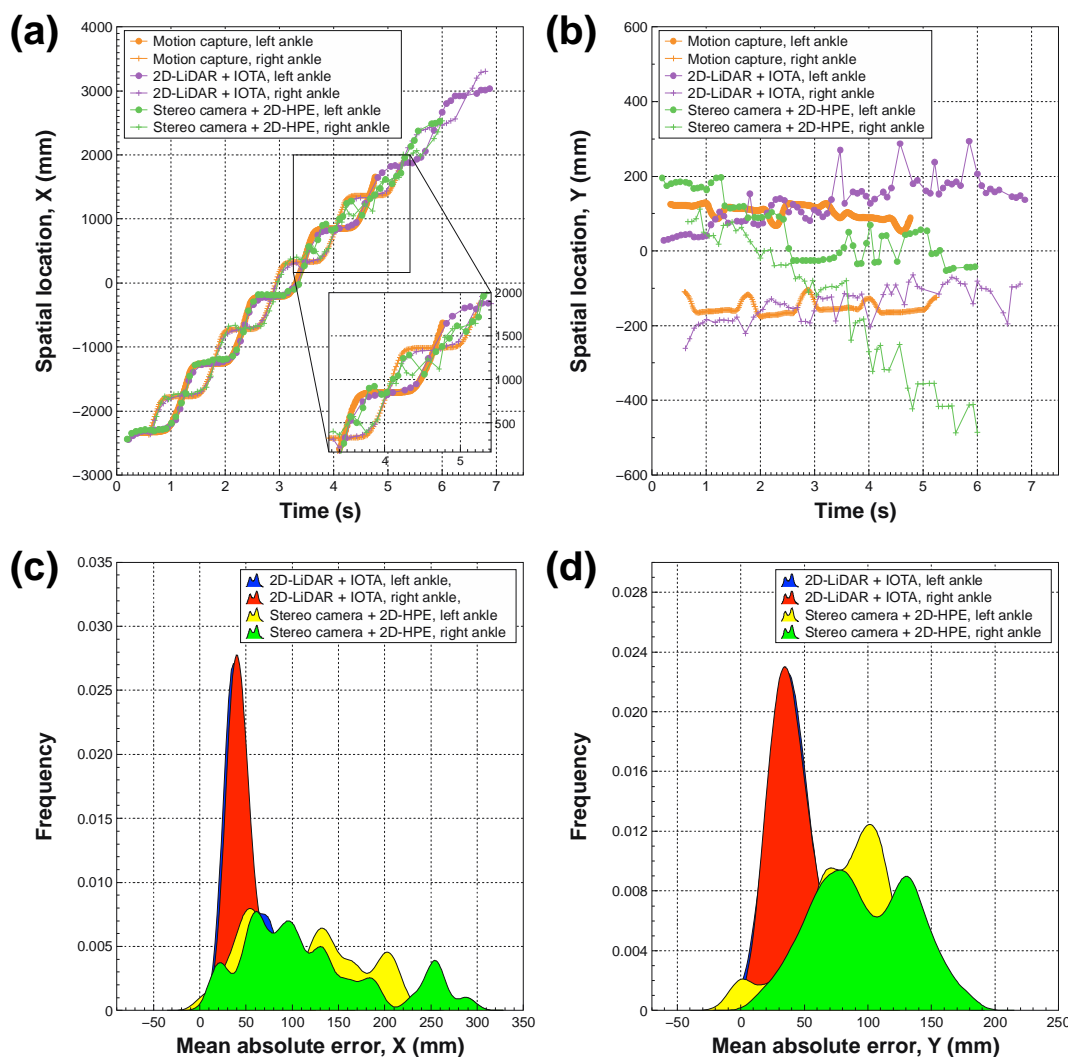 (a)
4000
3000
2000
1000
0
−1000
−2000
−3000
Spatial location, X (mm)
Motion capture, left ankle
Motion capture, right ankle
2D-LiDAR + IOTA, left ankle
2D-LiDAR + IOTA, right ankle
Stereo camera + 2D-HPE, left ankle
Stereo camera + 2D-HPE, right ankle
2000
1500
1000
500
4 5
0 1 2 3 4 5 6 7
Time (s)
(b)
600
400
200
0
−200
−400
−600
Spatial location, Y (mm)
Motion capture, left ankle
Motion capture, right ankle
2D-LiDAR + IOTA, left ankle
2D-LiDAR + IOTA, right ankle
Stereo camera + 2D-HPE, left ankle
Stereo camera + 2D-HPE, right ankle
0 1 2 3 4 5 6 7
Time (s)
(c)
0.035
0.030
0.025
0.020
0.015
0.010
0.005
0.000
Frequency
2D-LiDAR + IOTA, left ankle,
2D-LiDAR + IOTA, right ankle,
Stereo camera + 2D-HPE, left ankle
Stereo camera + 2D-HPE, right ankle
−50 0 50 100 150 200 250 300 350
Mean absolute error, X (mm)
(d)
0.028
0.024
0.020
0.016
0.012
0.008
0.004
0.000
Frequency
2D-LiDAR + IOTA, left ankle
2D-LiDAR + IOTA, right ankle
Stereo camera + 2D-HPE, left ankle
Stereo camera + 2D-HPE, right ankle
−50 0 50 100 150 200 250
Mean absolute error, Y (mm)